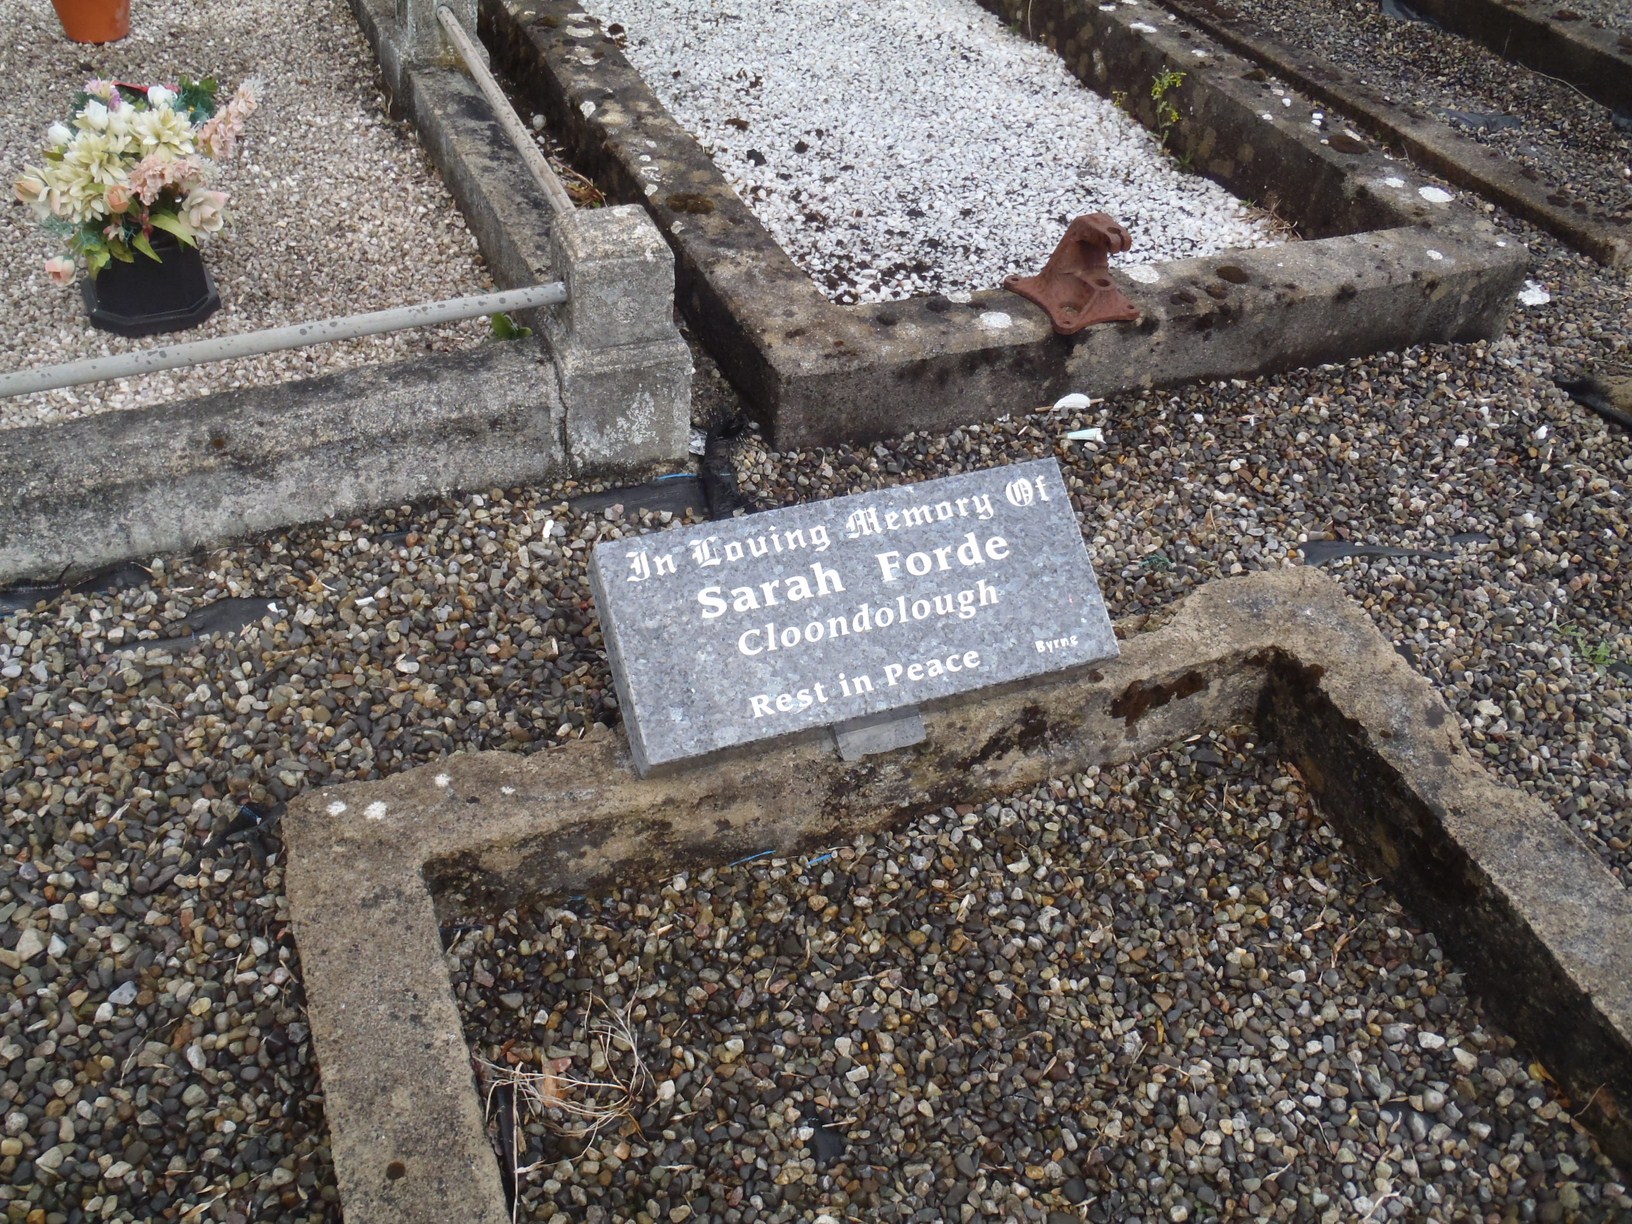 In Loving Memory Of
Sarah Forde
Cloondolough
Rest in Peace
Byrne